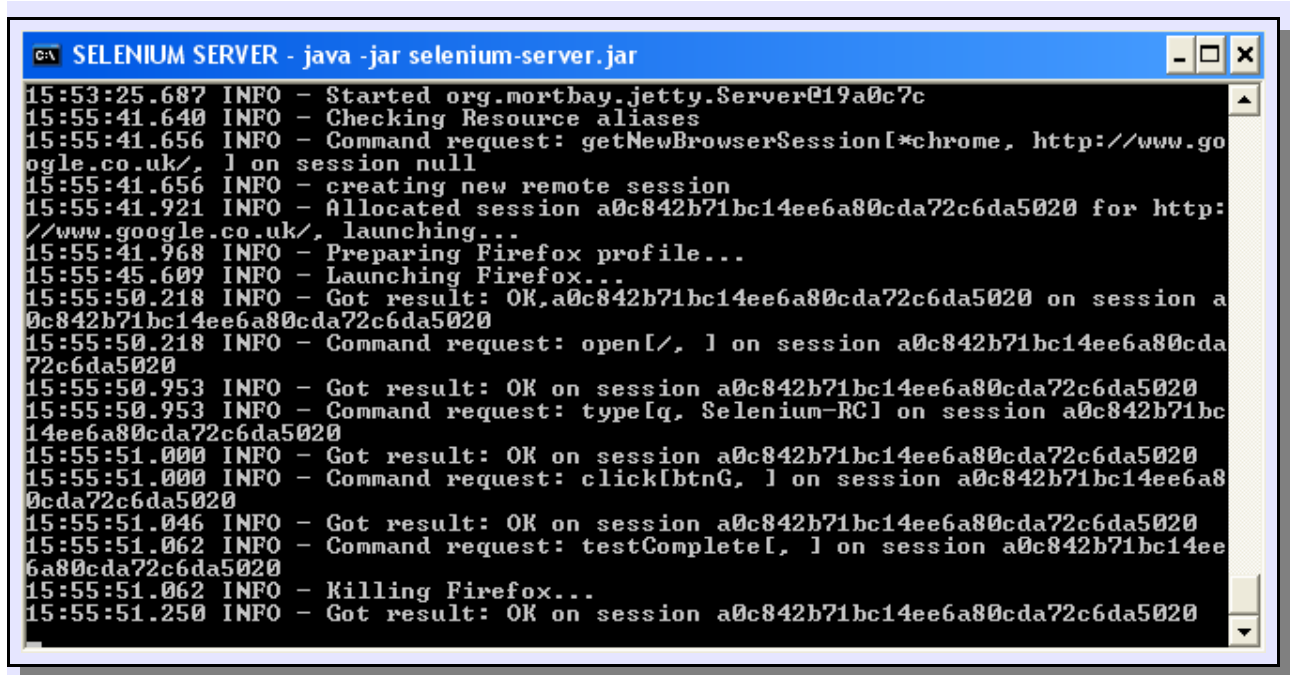 SELENIUM SERVER - java -jar selenium-server.jar
15:53:25.687 INFO - Started org.mortbay.jetty.Server@19a0c7c
15:55:41.640 INFO - Checking Resource aliases
15:55:41.656 INFO - Command request: getNewBrowserSession[*chrome, http://www.go
ogle.co.uk/, ] on session null
15:55:41.656 INFO - creating new remote session
15:55:41.921 INFO - Allocated session a0c842b71bc14ee6a80cda72c6da5020 for http:
//www.google.co.uk/, launching...
15:55:41.968 INFO - Preparing Firefox profile...
15:55:45.609 INFO - Launching Firefox...
15:55:50.218 INFO - Got result: OK,a0c842b71bc14ee6a80cda72c6da5020 on session a
0c842b71bc14ee6a80cda72c6da5020
15:55:50.218 INFO - Command request: open[/, ] on session a0c842b71bc14ee6a80cda
72c6da5020
15:55:50.953 INFO - Got result: OK on session a0c842b71bc14ee6a80cda72c6da5020
15:55:50.953 INFO - Command request: type[q, Selenium-RC] on session a0c842b71bc
14ee6a80cda72c6da5020
15:55:51.000 INFO - Got result: OK on session a0c842b71bc14ee6a80cda72c6da5020
15:55:51.000 INFO - Command request: click[btnG, ] on session a0c842b71bc14ee6a8
0cda72c6da5020
15:55:51.046 INFO - Got result: OK on session a0c842b71bc14ee6a80cda72c6da5020
15:55:51.062 INFO - Command request: testComplete[, ] on session a0c842b71bc14ee
6a80cda72c6da5020
15:55:51.062 INFO - Killing Firefox...
15:55:51.250 INFO - Got result: OK on session a0c842b71bc14ee6a80cda72c6da5020